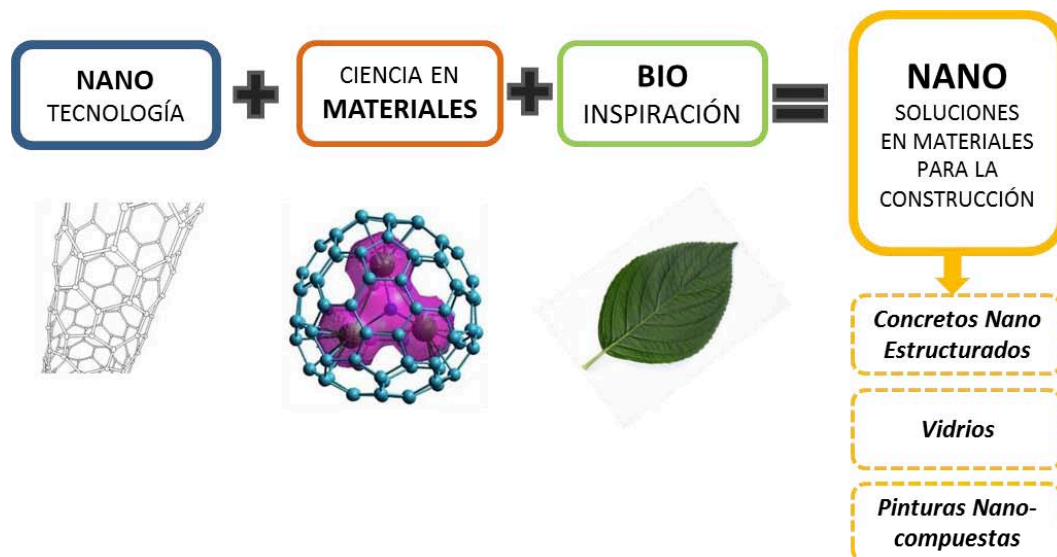 NANO
TECNOLOGÍA
CIENCIA EN
MATERIALES
BIO
INSPIRACIÓN
NANO
SOLUCIONES
EN MATERIALES
PARA LA
CONSTRUCCIÓN
Concretos Nano
Estructurados
Vidrios
Pinturas Nano-
compuestas